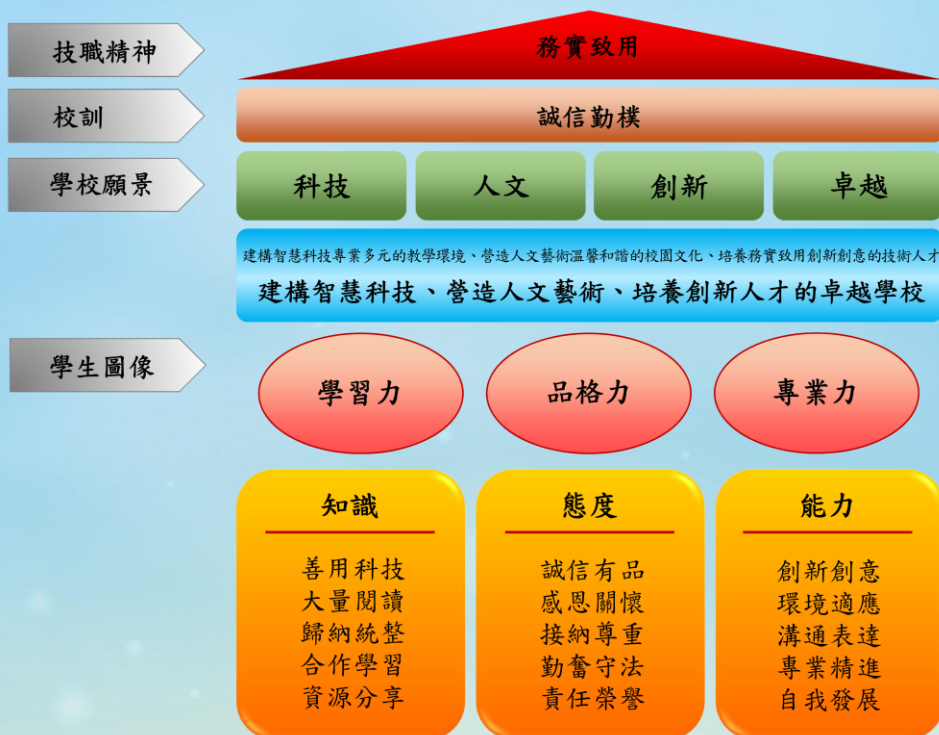 技職精神
務實致用
校訓
誠信勤樸
學校願景
科技
人文
創新
卓越
建構智慧科技專業多元的教學環境、營造人文藝術溫馨和諧的校園文化、培養務實致用創新創意的技術人才
建構智慧科技、營造人文藝術、培養創新人才的卓越學校
學生圖像
學習力
品格力
專業力
知識
善用科技
大量閱讀
歸納統整
合作學習
資源分享
態度
誠信有品
感恩關懷
接納尊重
勤奮守法
責任榮譽
能力
創新創意
環境適應
溝通表達
專業精進
自我發展